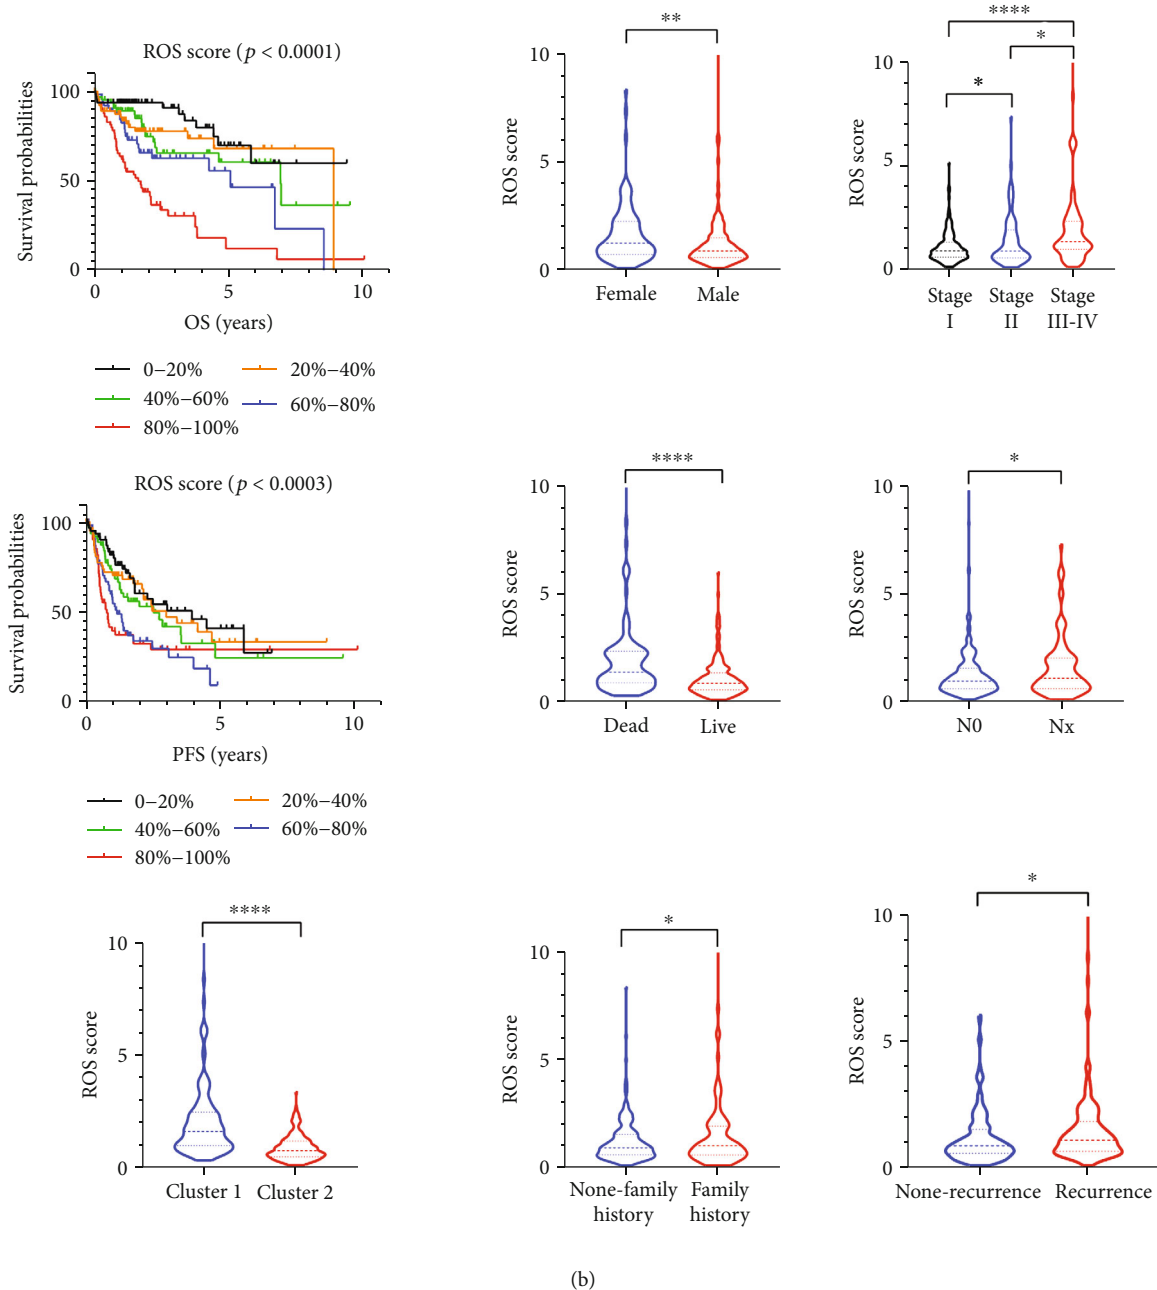 ROS score (p < 0.0001)
Survival probabilities
100
50
0
0
5
10
OS (years)
0–20%
20%–40%
40%–60%
60%–80%
80%–100%
**
ROS score
10
5
0
Female
Male
****
*
*
ROS score
10
5
0
Stage
I
Stage
II
Stage
III-IV
ROS score (p < 0.0003)
Survival probabilities
100
50
0
0
5
10
PFS (years)
0–20%
20%–40%
40%–60%
60%–80%
80%–100%
****
ROS score
10
5
0
Dead
Live
*
ROS score
10
5
0
N0
Nx
****
ROS score
10
5
0
Cluster 1
Cluster 2
*
ROS score
10
5
0
None-family
history
Family
history
*
ROS score
10
5
0
None-recurrence
Recurrence
(b)